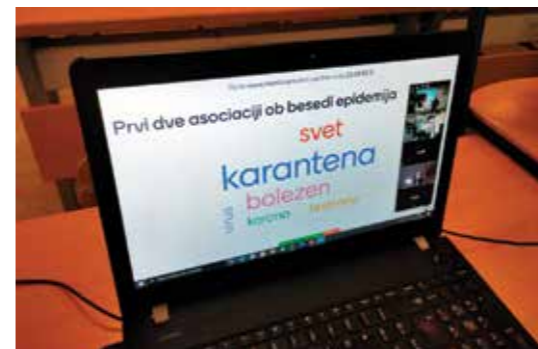 Prvi dve asociaciji ob besedi epidemija
svet
karantena
bolezen
virus
korona